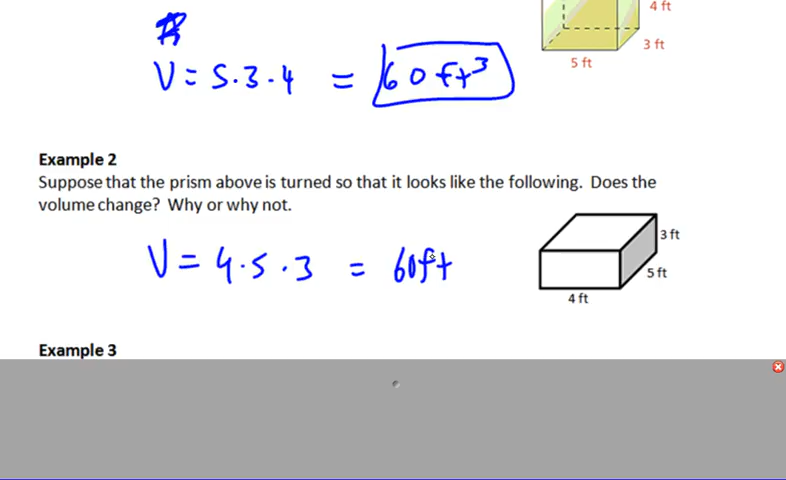 4 ft
3 ft
5 ft
V = 5.3.4 = 60 ft³
Example 2
Suppose that the prism above is turned so that it looks like the following. Does the
volume change? Why or why not.
3 ft
V = 4.5.3 = 60ft
5 ft
4 ft
Example 3